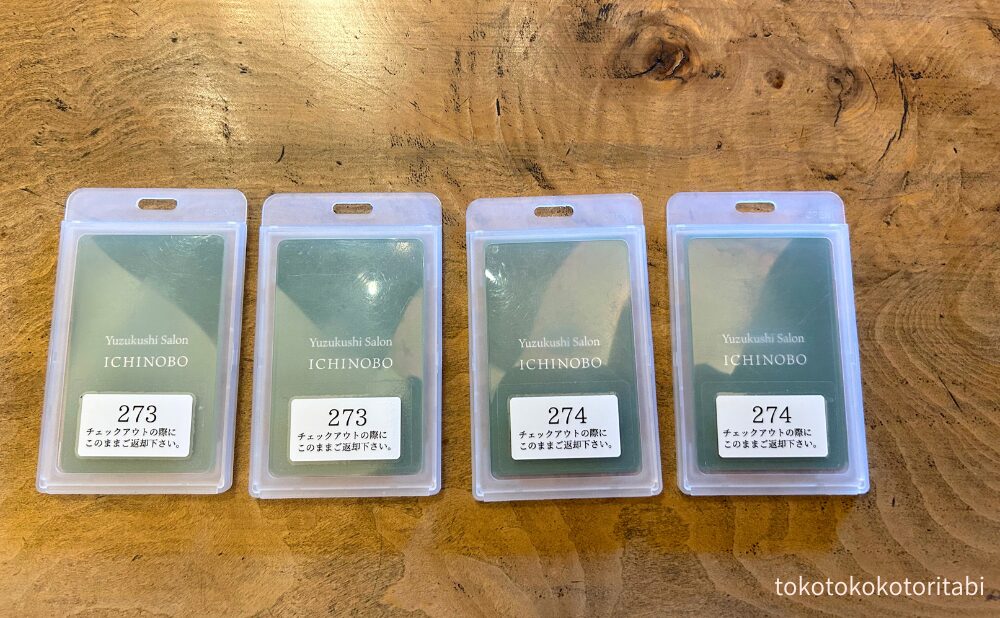 Yuzukushi Salon
ICHINOBO
273
チェックアウトの際に
このままご返却下さい。
Yuzukushi Salon
ICHINOBO
273
チェックアウトの際に
このままご返却下さい。
Yuzukushi Salon
ICHINOBO
274
チェックアウトの際に
このままご返却下さい。
Yuzukushi Salon
ICHINOBO
274
チェックアウトの際に
このままご返却下さい。
tokotokokotoritabi